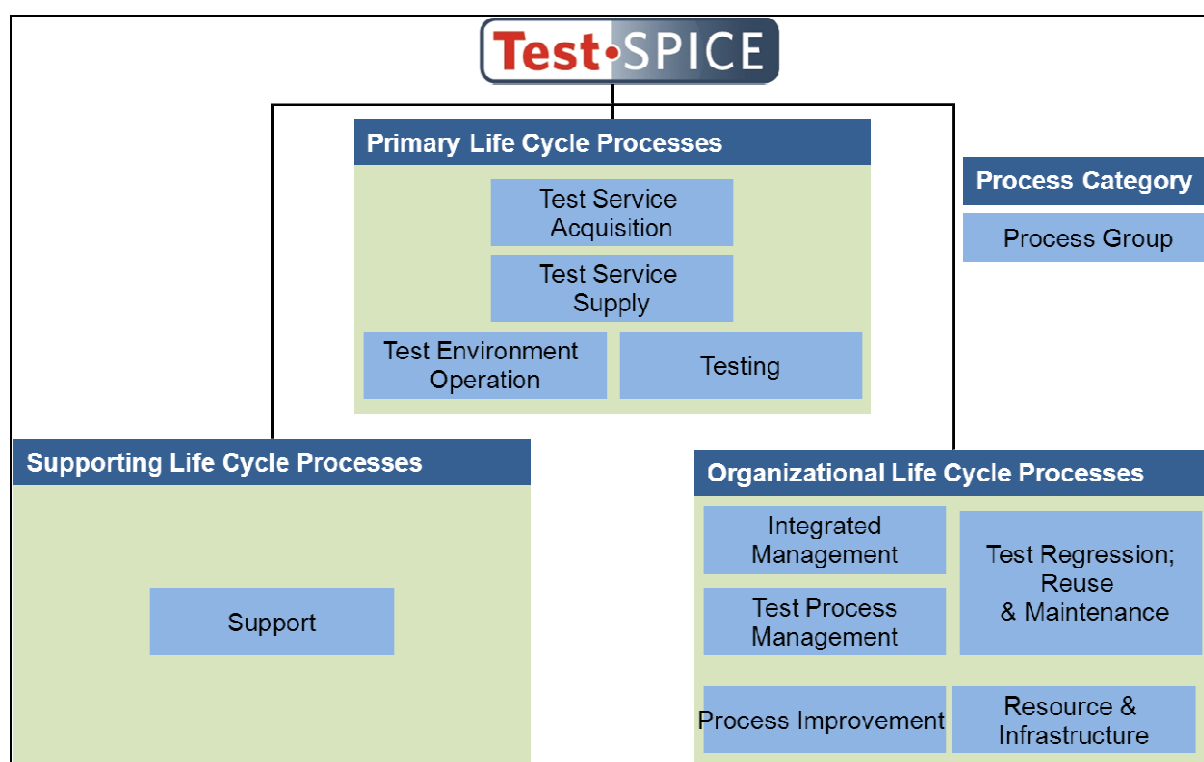 Test•SPICE
Primary Life Cycle Processes
Test Service
Acquisition
Test Service
Supply
Test Environment
Operation
Testing
Process Category
Process Group
Supporting Life Cycle Processes
Support
Organizational Life Cycle Processes
Integrated
Management
Test Regression;
Reuse
& Maintenance
Test Process
Management
Process Improvement
Resource &
Infrastructure